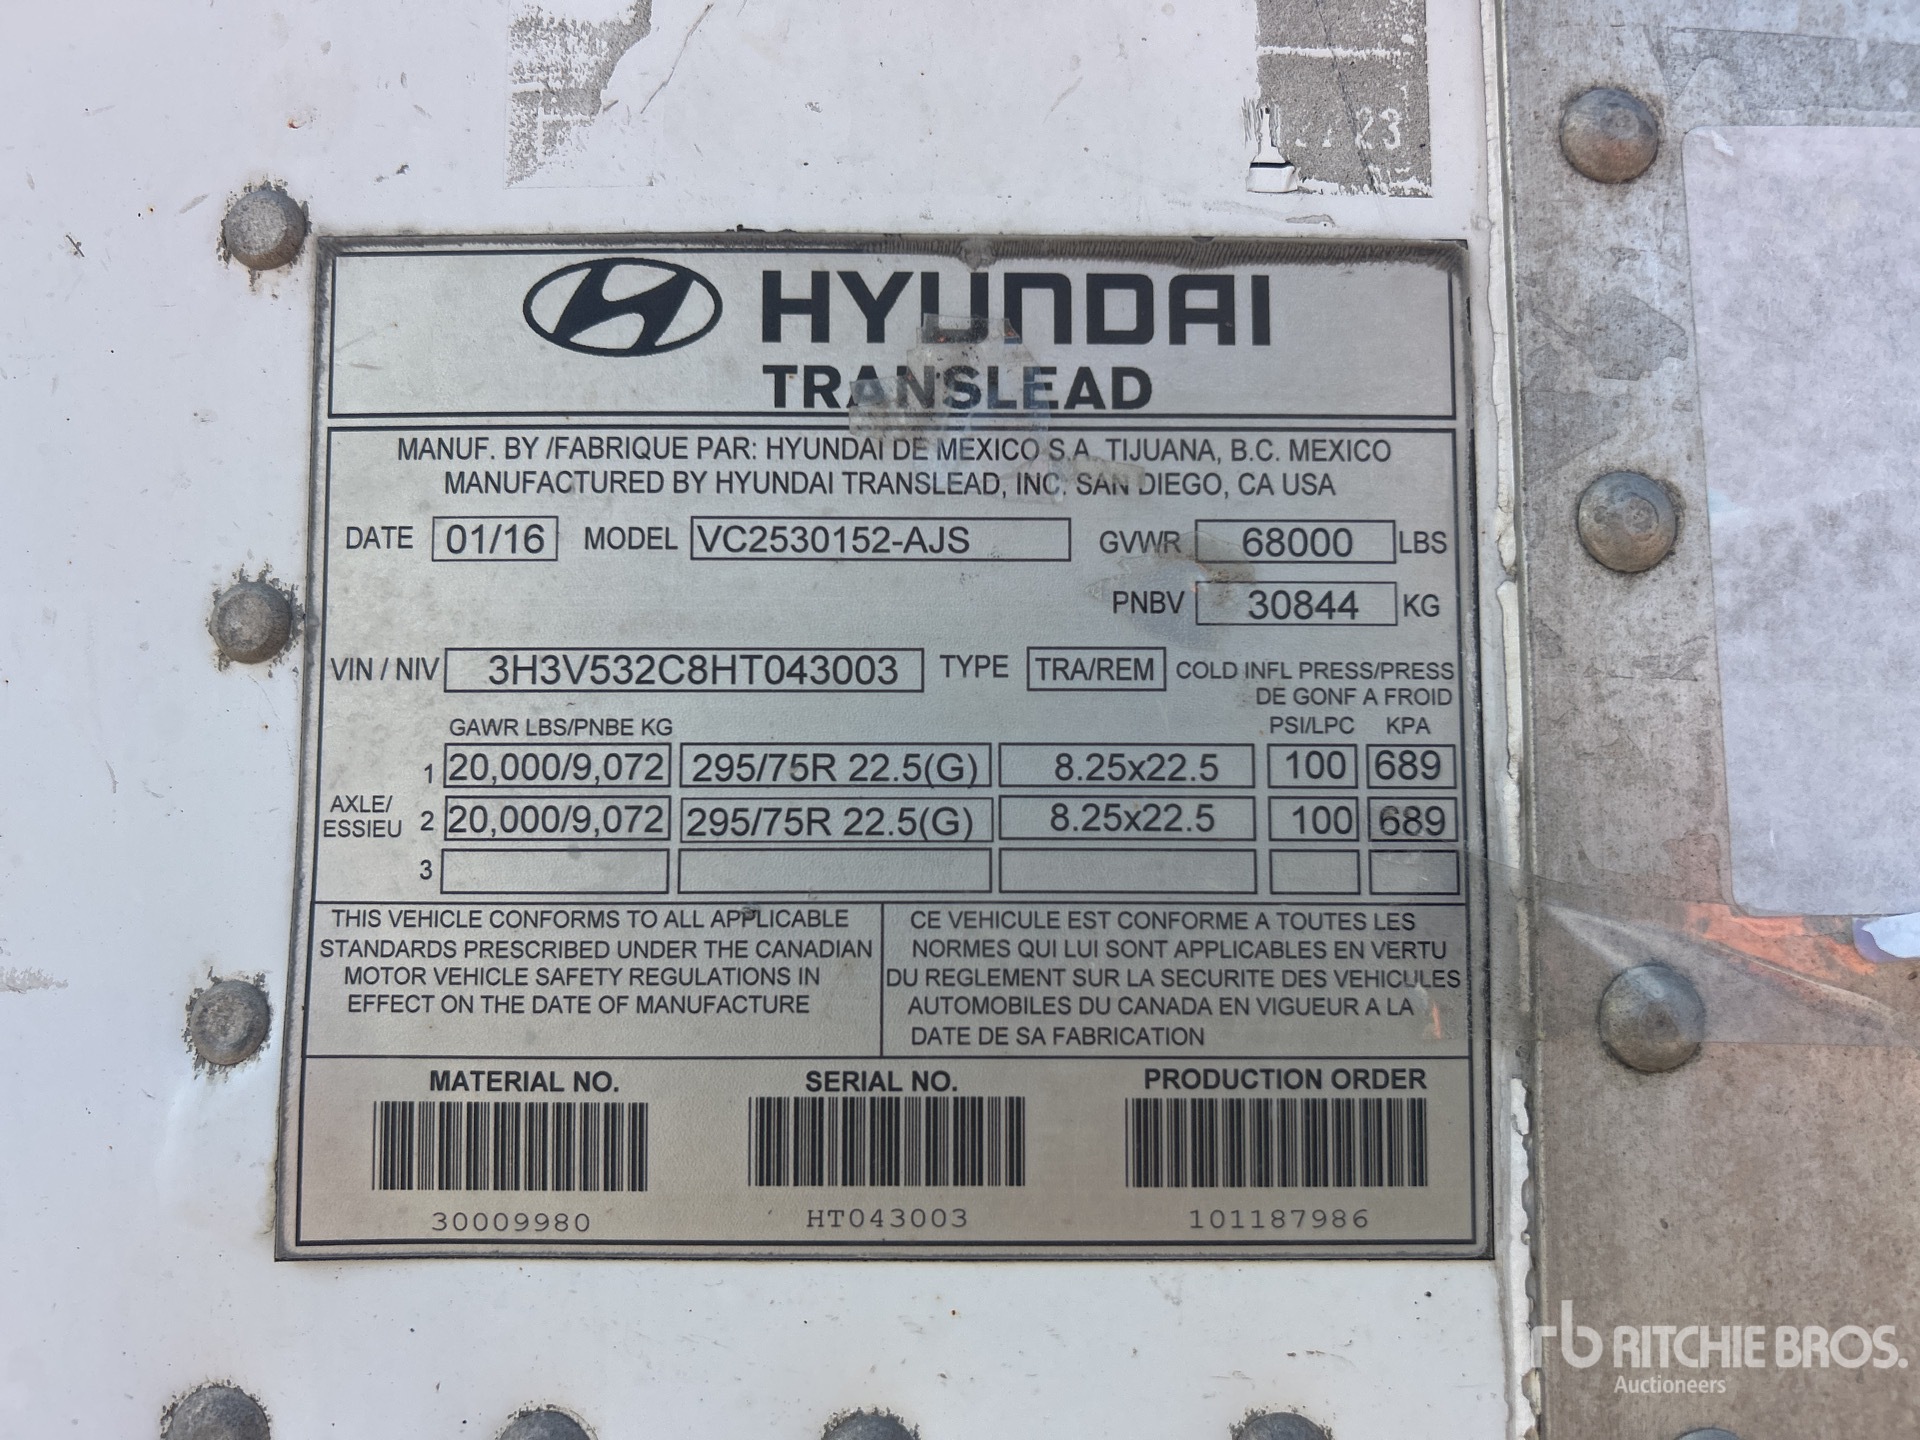 23
HYUNDAI
TRANSLEAD
MANUF. BY /FABRIQUE PAR: HYUNDAI DE MEXICO S.A. TIJUANA, B.C. MEXICO
MANUFACTURED BY HYUNDAI TRANSLEAD, INC. SAN DIEGO, CA USA
DATE 01/16 MODEL VC2530152-AJS GVWR 68000 LBS
PNBV 30844 KG
VIN / NIV 3H3V532C8HT043003 TYPE TRA/REM COLD INFL PRESS/PRESS
DE GONF A FROID
GAWR LBS/PNBE KG PSI/LPC KPA
1 20,000/9,072 295/75R 22.5(G) 8.25x22.5 100 689
AXLE/
ESSIEU 2 20,000/9,072 295/75R 22.5(G) 8.25x22.5 100 689
3
THIS VEHICLE CONFORMS TO ALL APPLICABLE
STANDARDS PRESCRIBED UNDER THE CANADIAN
MOTOR VEHICLE SAFETY REGULATIONS IN
EFFECT ON THE DATE OF MANUFACTURE
CE VEHICULE EST CONFORME A TOUTES LES
NORMES QUI LUI SONT APPLICABLES EN VERTU
DU REGLEMENT SUR LA SECURITE DES VEHICULES
AUTOMOBILES DU CANADA EN VIGUEUR A LA
DATE DE SA FABRICATION
MATERIAL NO. SERIAL NO. PRODUCTION ORDER
30009980 HT043003 101187986
rb RITCHIE BROS.
Auctioneers